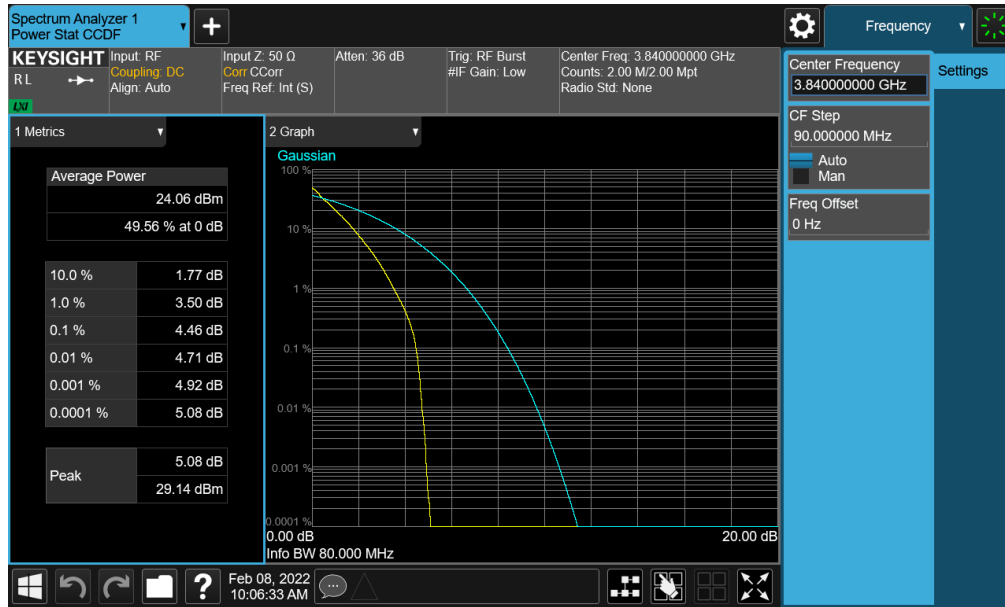 Spectrum Analyzer 1
Power Stat CCDF
Frequency
KEYSIGHT
R L
LXI
Input: RF
Coupling: DC
Align: Auto
Input Z: 50 Ω
Corr CCorr
Freq Ref: Int (S)
Atten: 36 dB
Trig: RF Burst
#IF Gain: Low
Center Freq: 3.840000000 GHz
Counts: 2.00 M/2.00 Mpt
Radio Std: None
Center Frequency
3.840000000 GHz
Settings
CF Step
90.000000 MHz
Auto
Man
Freq Offset
0 Hz
1 Metrics
Average Power
24.06 dBm
49.56 % at 0 dB
10.0 % 1.77 dB
1.0 % 3.50 dB
0.1 % 4.46 dB
0.01 % 4.71 dB
0.001 % 4.92 dB
0.0001 % 5.08 dB
Peak
5.08 dB
29.14 dBm
2 Graph
Gaussian
100 %
10 %
1 %
0.1 %
0.01 %
0.001 %
0.0001 %
0.00 dB 20.00 dB
Info BW 80.000 MHz
?
Feb 08, 2022
10:06:33 AM